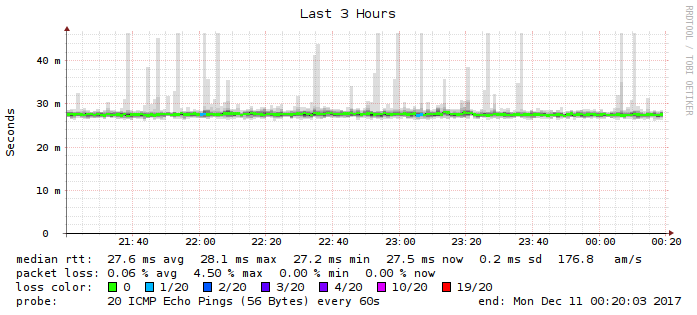 Last 3 Hours
RRDTOOL / TOBI OETIKER
Seconds
40 m
30 m
20 m
10 m
0
21:40 22:00 22:20 22:40 23:00 23:20 23:40 00:00 00:20
median rtt: 27.6 ms avg 28.1 ms max 27.2 ms min 27.5 ms now 0.2 ms sd 176.8 am/s
packet loss: 0.06 % avg 4.50 % max 0.00 % min 0.00 % now
loss color: 0 1/20 2/20 3/20 4/20 10/20 19/20
probe: 20 ICMP Echo Pings (56 Bytes) every 60s end: Mon Dec 11 00:20:03 2017